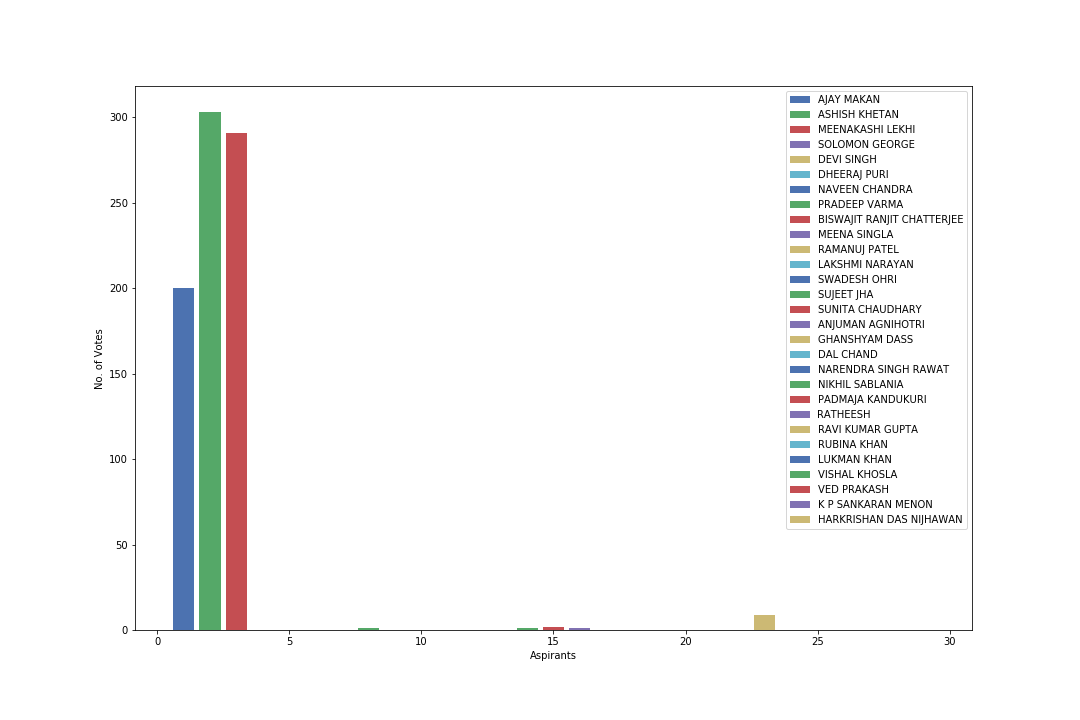 300
250
200
150
100
50
0
No. of Votes
0 5 10 15 20 25 30
Aspirants
AJAY MAKAN
ASHISH KHETAN
MEENAKASHI LEKHI
SOLOMON GEORGE
DEVI SINGH
DHEERAJ PURI
NAVEEN CHANDRA
PRADEEP VARMA
BISWAJIT RANJIT CHATTERJEE
MEENA SINGLA
RAMANUJ PATEL
LAKSHMI NARAYAN
SWADESH OHRI
SUJEET JHA
SUNITA CHAUDHARY
ANJUMAN AGNIHOTRI
GHANSHYAM DASS
DAL CHAND
NARENDRA SINGH RAWAT
NIKHIL SABLANIA
PADMAJA KANDUKURI
RATHEESH
RAVI KUMAR GUPTA
RUBINA KHAN
LUKMAN KHAN
VISHAL KHOSLA
VED PRAKASH
K P SANKARAN MENON
HARKRISHAN DAS NIJHAWAN